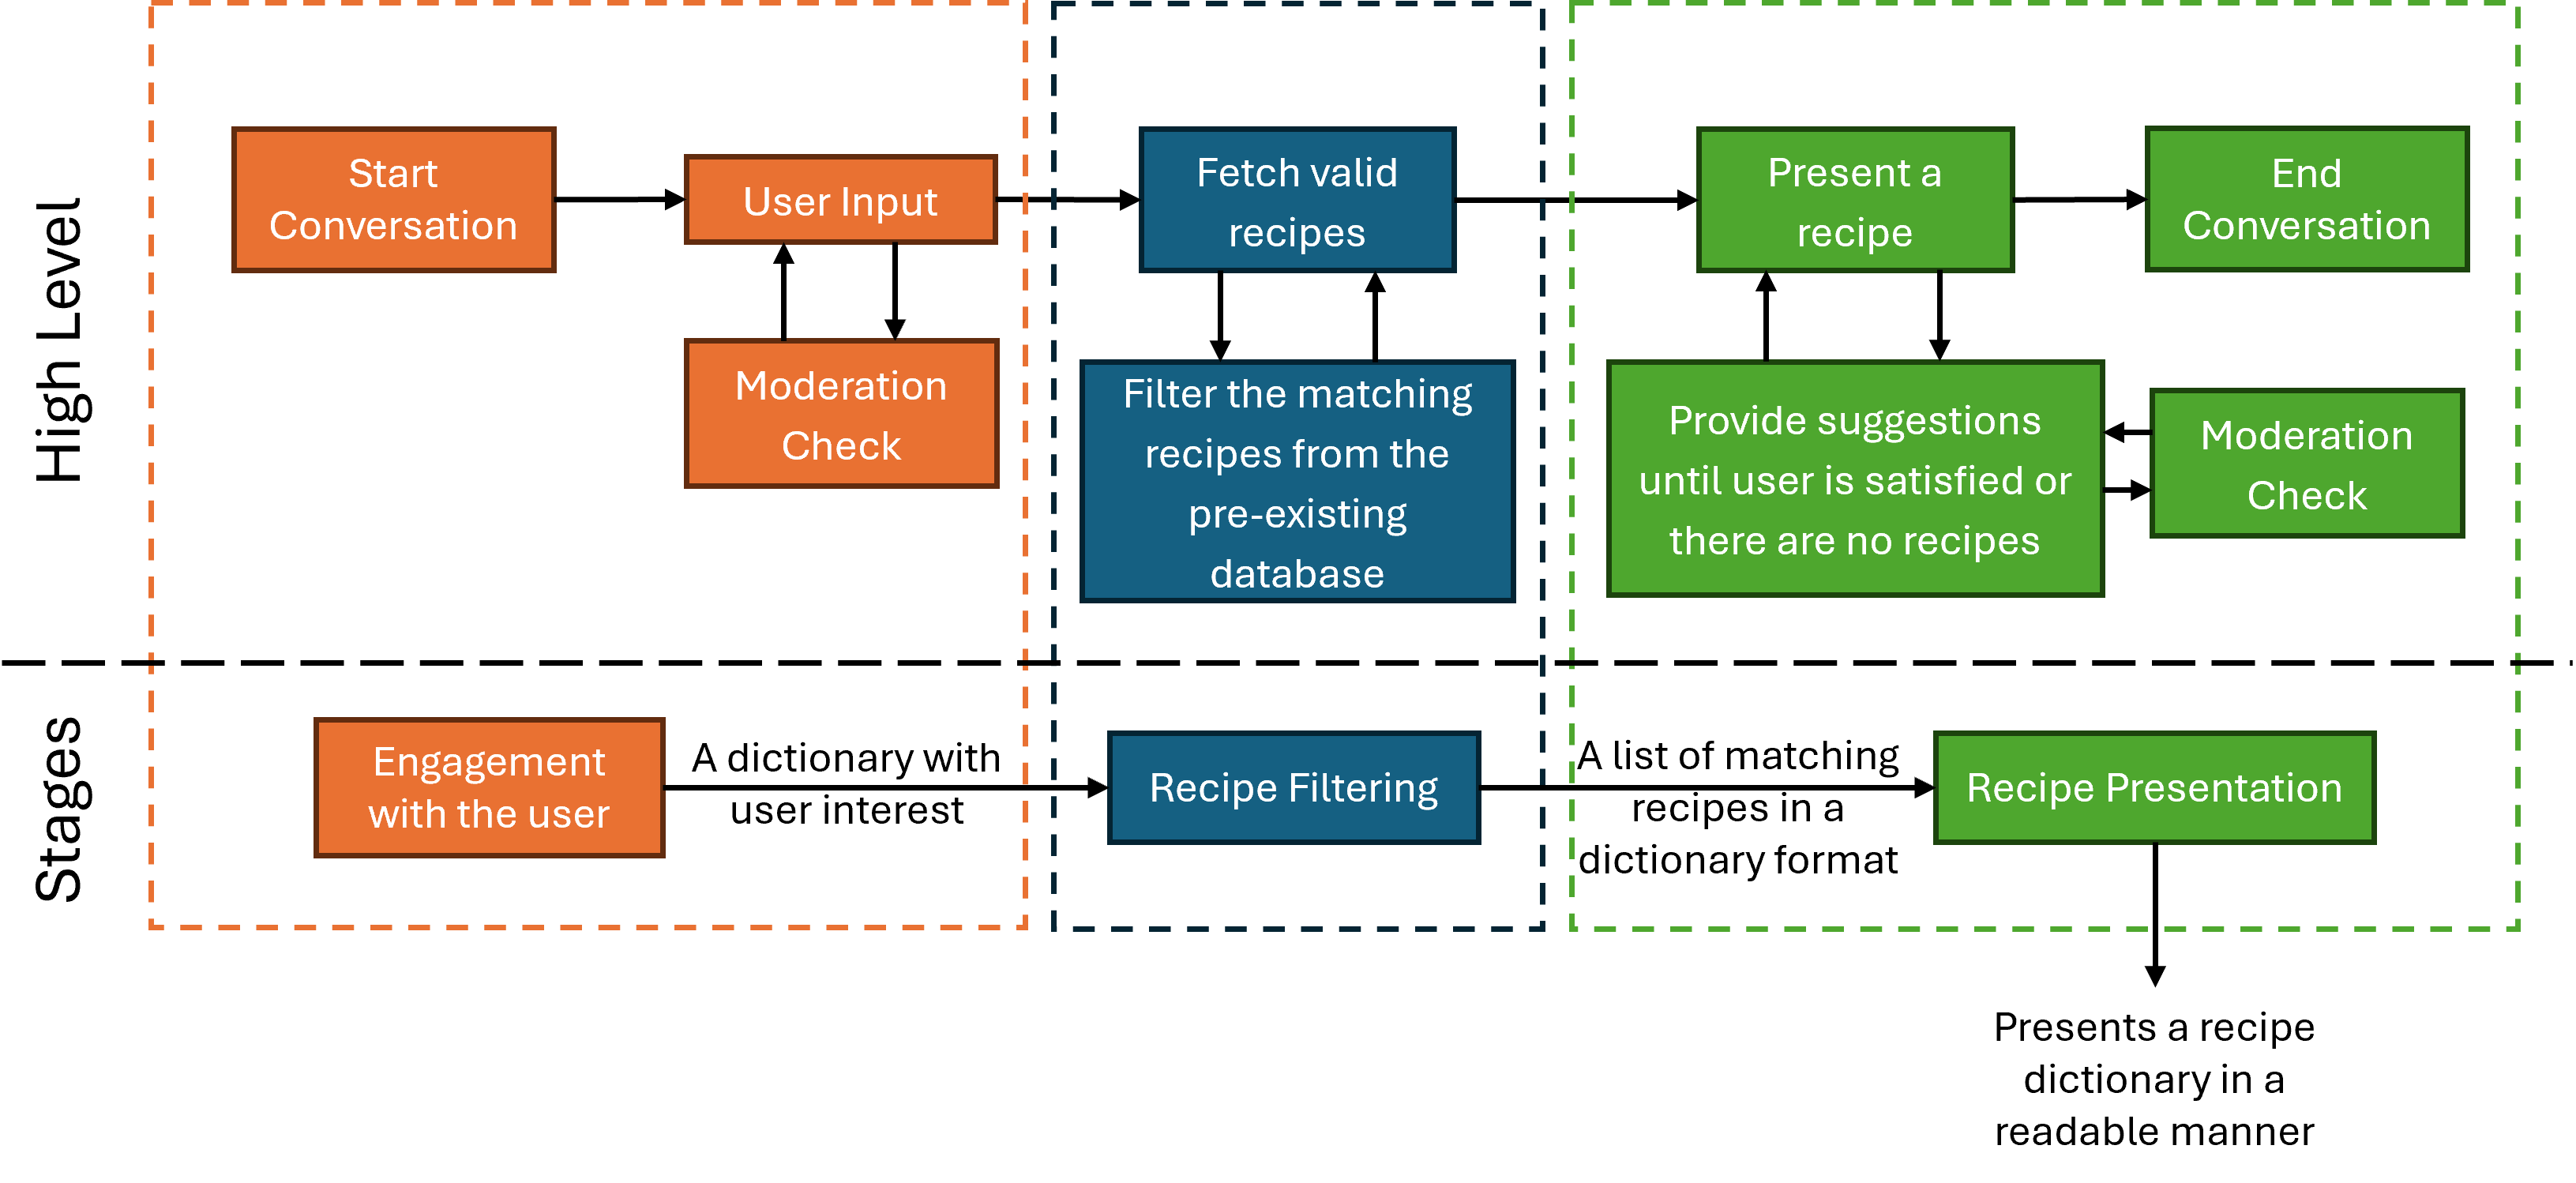 High Level
Start
Conversation
User Input
Moderation
Check
Fetch valid
recipes
Filter the matching
recipes from the
pre-existing
database
Present a
recipe
End
Conversation
Provide suggestions
until user is satisfied or
there are no recipes
Moderation
Check
Stages
Engagement
with the user
A dictionary with
user interest
Recipe Filtering
A list of matching
recipes in a
dictionary format
Recipe Presentation
Presents a recipe
dictionary in a
readable manner